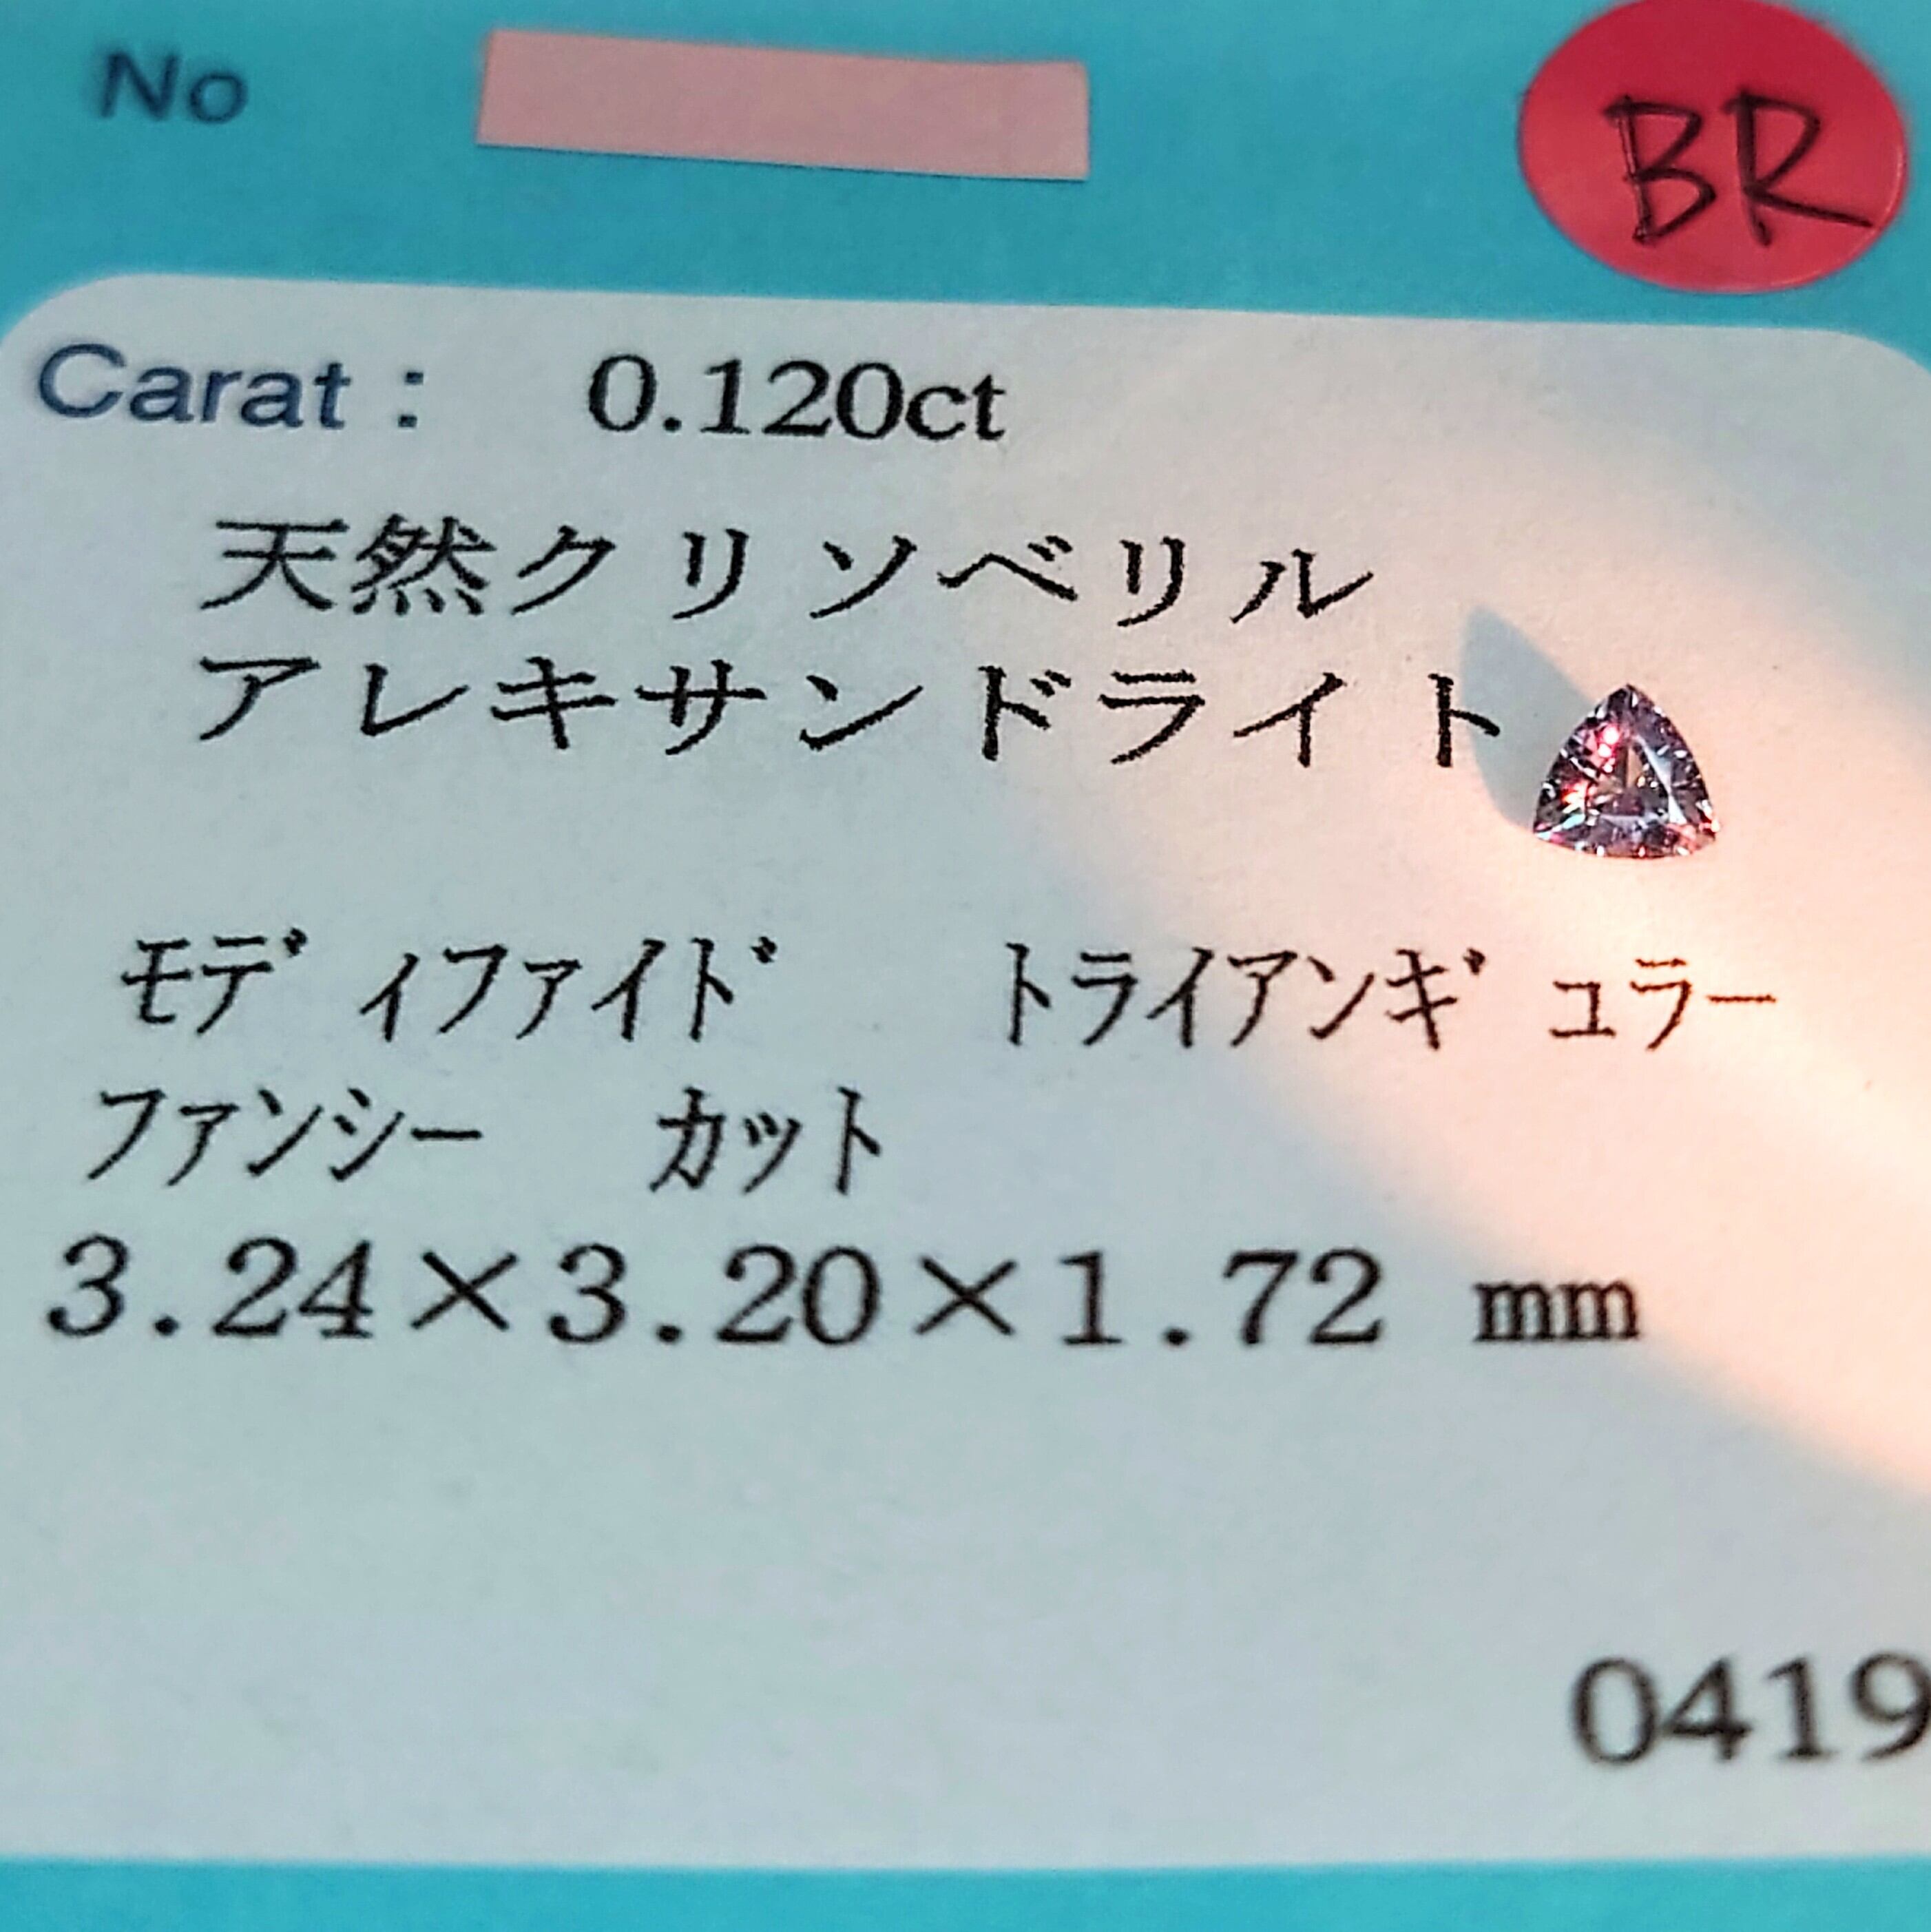 No
BR
Carat : 0.120ct
天然クリソベリル
アレキサンドライト
ﾓﾃﾞｨﾌｧｲﾄﾞ ﾄﾗｲｱﾝｷﾞｭﾗｰ
ﾌｧﾝｼｰ ｶｯﾄ
3.24×3.20×1.72 mm
0419